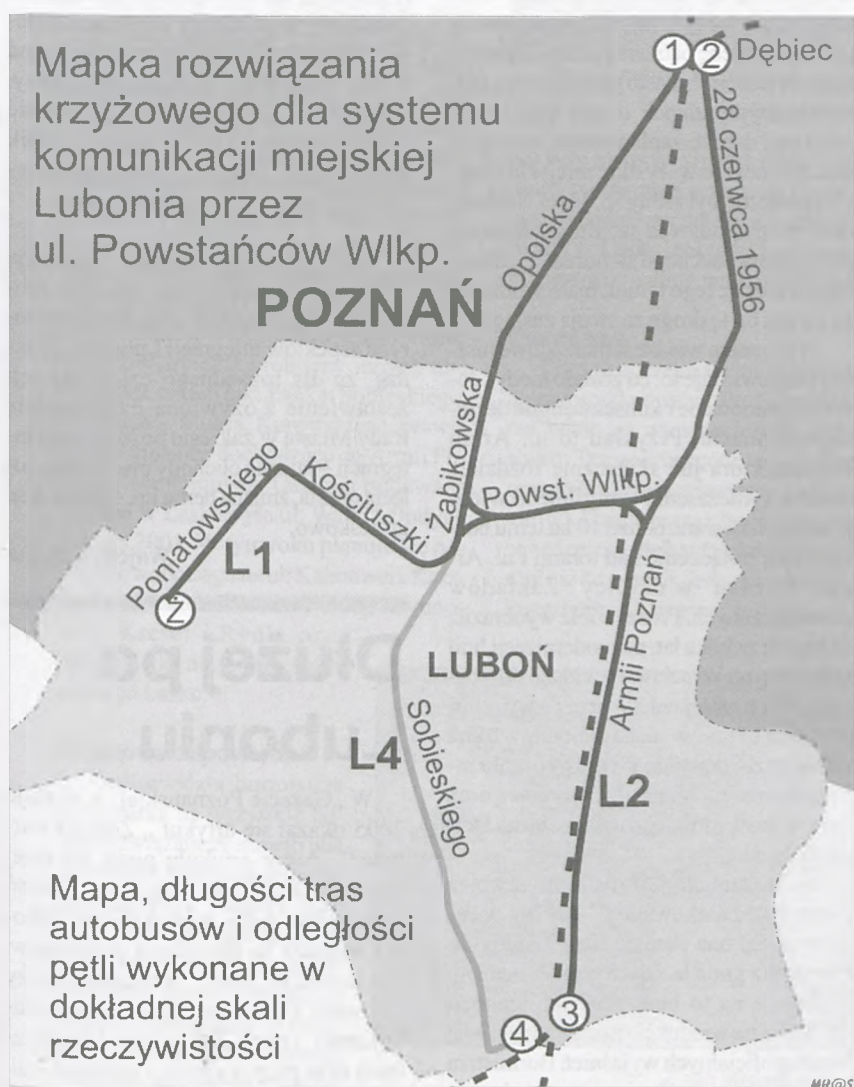 Mapka rozwiązania
krzyżowego dla systemu
komunikacji miejskiej
Lubonia przez
ul. Powstańców Wlkp.
1
2
Dębiec
28 czerwca 1956
Opolska
POZNAŃ
Żabikowska
Powst. Wlkp.
Poniatowskiego
Kościuszki
L1
Ż
LUBOŃ
Armii Poznań
Sobieskiego
L4
L2
Mapa, długości tras
autobusów i odległości
pętli wykonane w
dokładnej skali
rzeczywistości
4
3